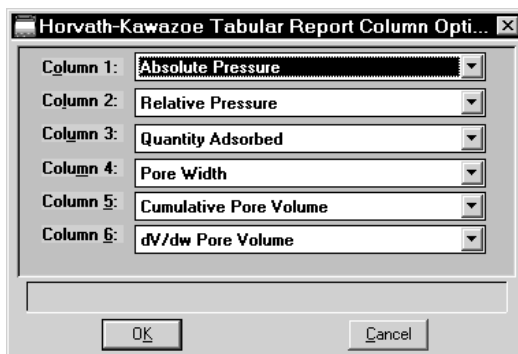 Horvath-Kawazoe Tabular Report Column Opti...
Column 1: Absolute Pressure
Column 2: Relative Pressure
Column 3: Quantity Adsorbed
Column 4: Pore Width
Column 5: Cumulative Pore Volume
Column 6: dV/dw Pore Volume
OK Cancel